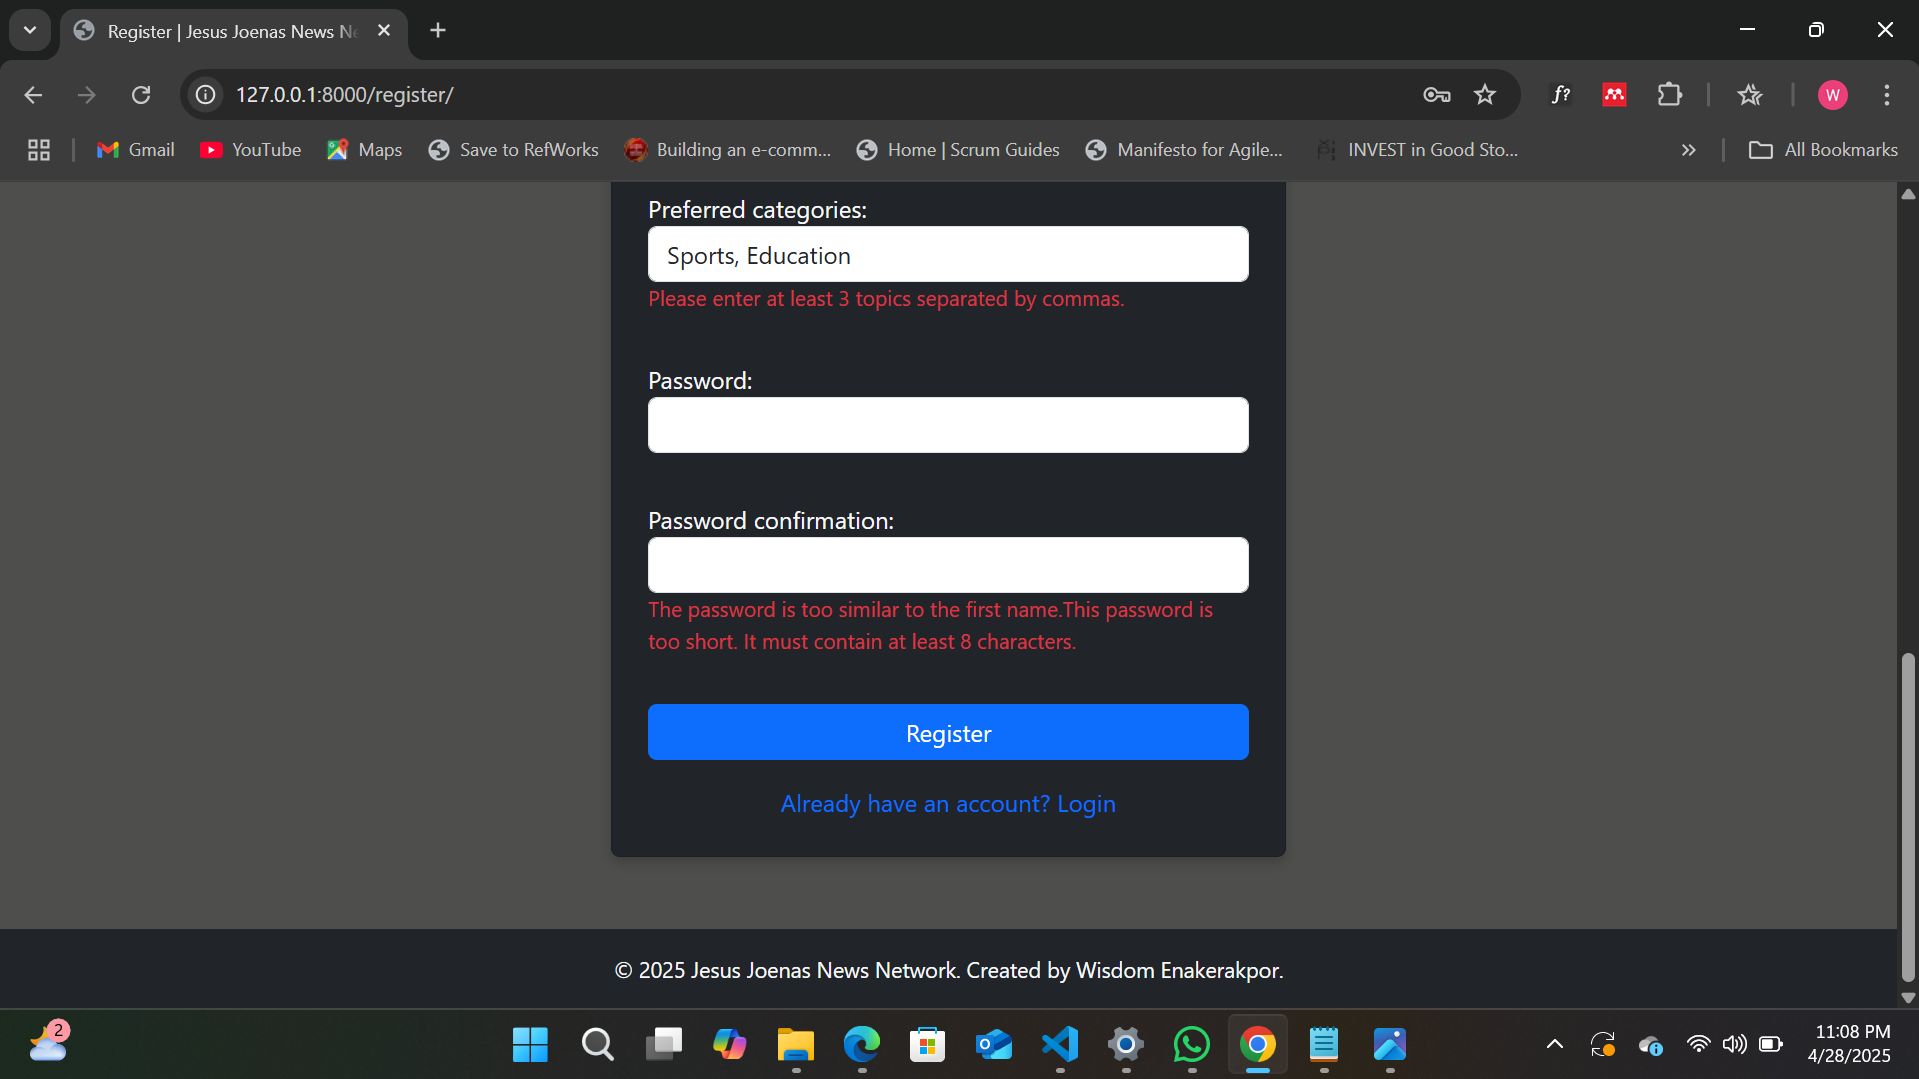 Register | Jesus Joenas News Ne
127.0.0.1:8000/register/
f?
W
Gmail
YouTube
Maps
Save to RefWorks
Building an e-comm...
Home | Scrum Guides
Manifesto for Agile...
INVEST in Good Sto...
All Bookmarks
Preferred categories:
Sports, Education
Please enter at least 3 topics separated by commas.
Password:
Password confirmation:
The password is too similar to the first name.This password is
too short. It must contain at least 8 characters.
Register
Already have an account? Login
© 2025 Jesus Joenas News Network. Created by Wisdom Enakerakpor.
2
11:08 PM
4/28/2025